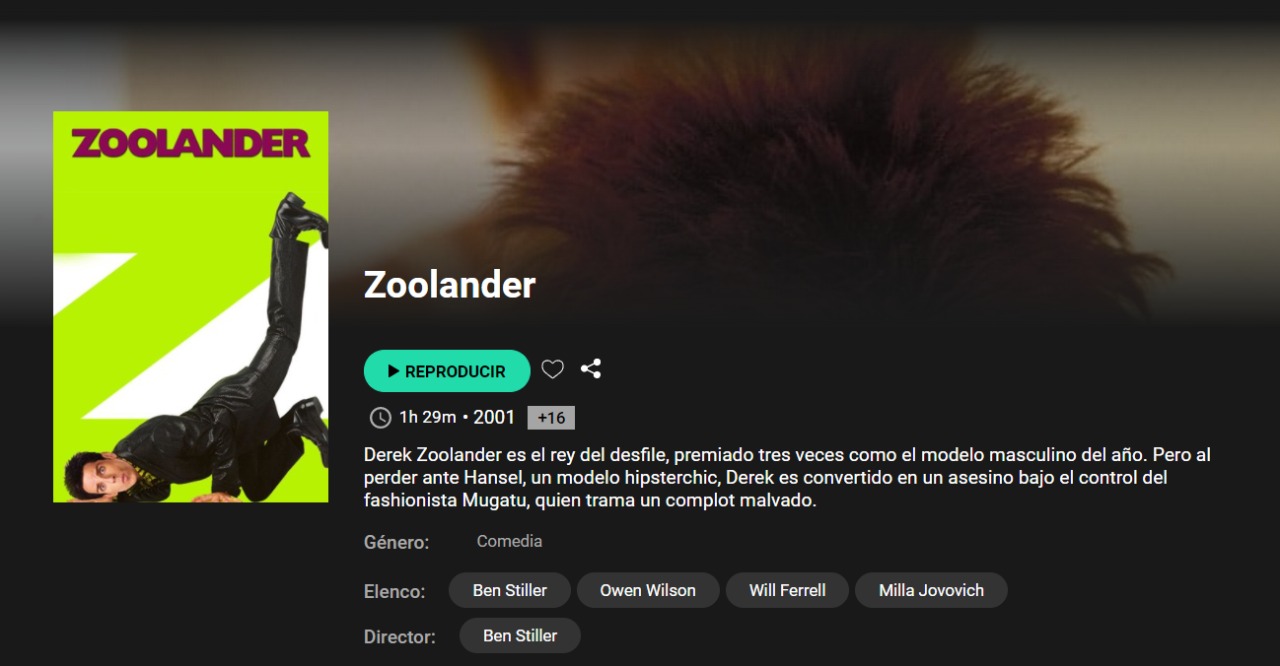 ZOOLANDER
Zoolander
REPRODUCIR
1h 29m • 2001 +16
Derek Zoolander es el rey del desfile, premiado tres veces como el modelo masculino del año. Pero al
perder ante Hansel, un modelo hipsterchic, Derek es convertido en un asesino bajo el control del
fashionista Mugatu, quien trama un complot malvado.
Género: Comedia
Elenco: Ben Stiller Owen Wilson Will Ferrell Milla Jovovich
Director: Ben Stiller